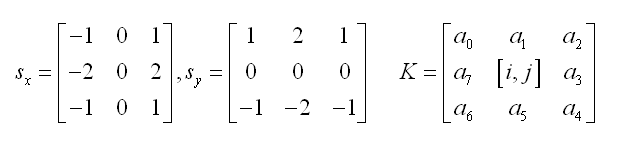 s_x = [ -1 0 1 ; -2 0 2 ; -1 0 1 ], s_y = [ 1 2 1 ; 0 0 0 ; -1 -2 -1 ] K = [ a_0 a_1 a_2 ; a_7 [i, j] a_3 ; a_6 a_5 a_4 ]